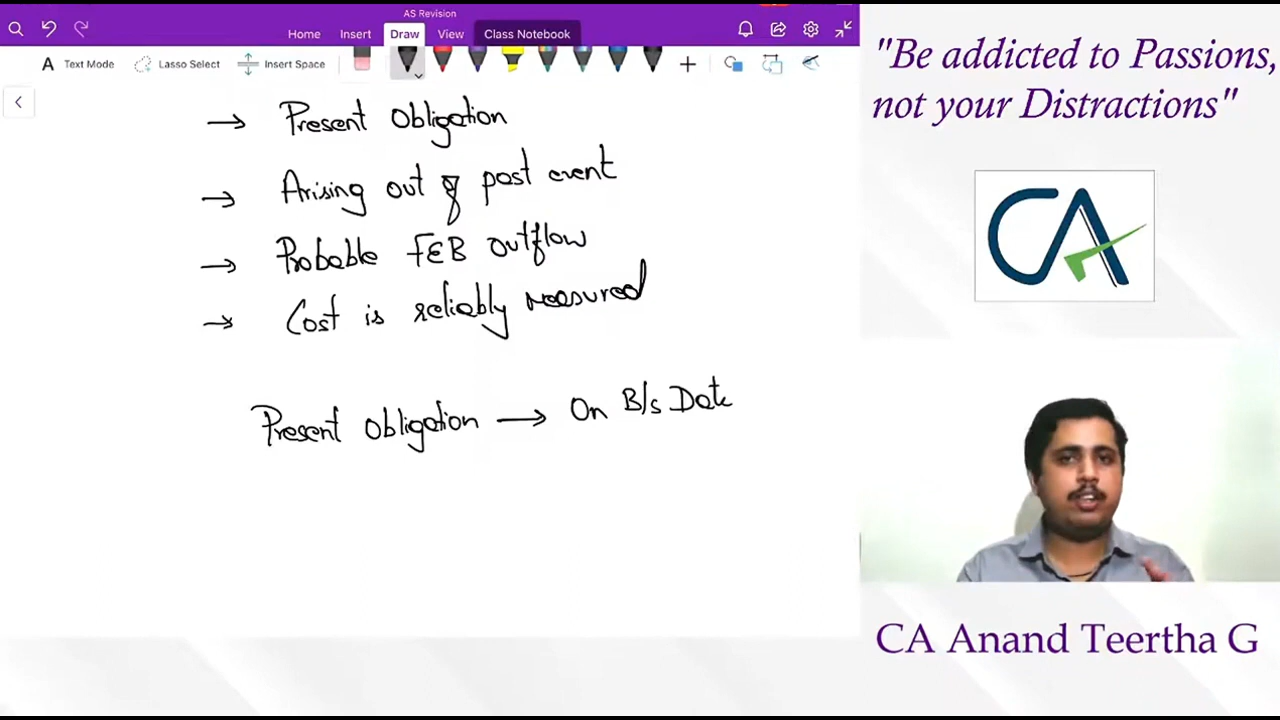 AS Revision
Home Insert Draw View Class Notebook
A Text Mode Lasso Select Insert Space
→ Present Obligation
→ Arising out of past event
→ Probable FEB outflow
→ Cost is reliably measured
Present Obligation → On B/s Date
"Be addicted to Passions,
not your Distractions"
CA
CA Anand Teertha G